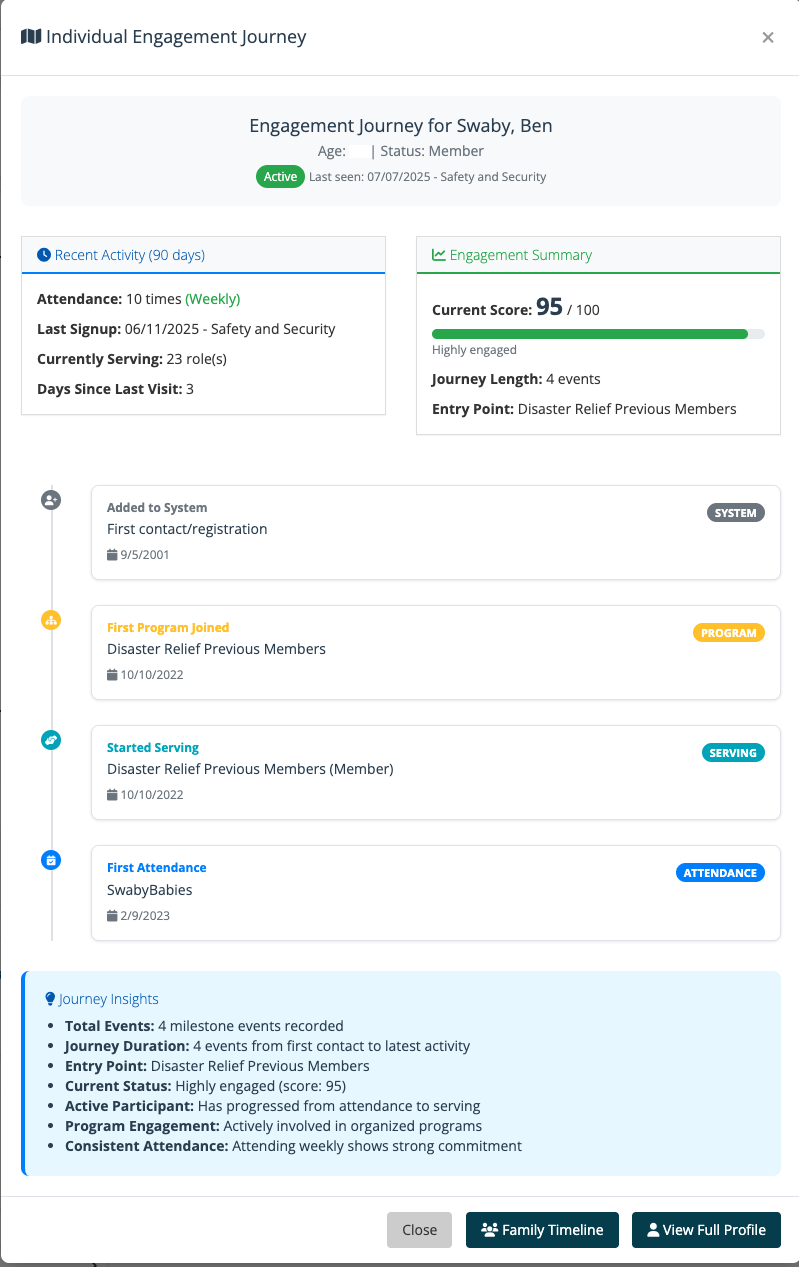 Individual Engagement Journey
×
Engagement Journey for Swaby, Ben
Age: | Status: Member
Active Last seen: 07/07/2025 - Safety and Security
Recent Activity (90 days)
Attendance: 10 times (Weekly)
Last Signup: 06/11/2025 - Safety and Security
Currently Serving: 23 role(s)
Days Since Last Visit: 3
Engagement Summary
Current Score: 95 / 100
Highly engaged
Journey Length: 4 events
Entry Point: Disaster Relief Previous Members
Added to System
SYSTEM
First contact/registration
9/5/2001
First Program Joined
PROGRAM
Disaster Relief Previous Members
10/10/2022
Started Serving
SERVING
Disaster Relief Previous Members (Member)
10/10/2022
First Attendance
ATTENDANCE
SwabyBabies
2/9/2023
Journey Insights
• Total Events: 4 milestone events recorded
• Journey Duration: 4 events from first contact to latest activity
• Entry Point: Disaster Relief Previous Members
• Current Status: Highly engaged (score: 95)
• Active Participant: Has progressed from attendance to serving
• Program Engagement: Actively involved in organized programs
• Consistent Attendance: Attending weekly shows strong commitment
Close
Family Timeline
View Full Profile